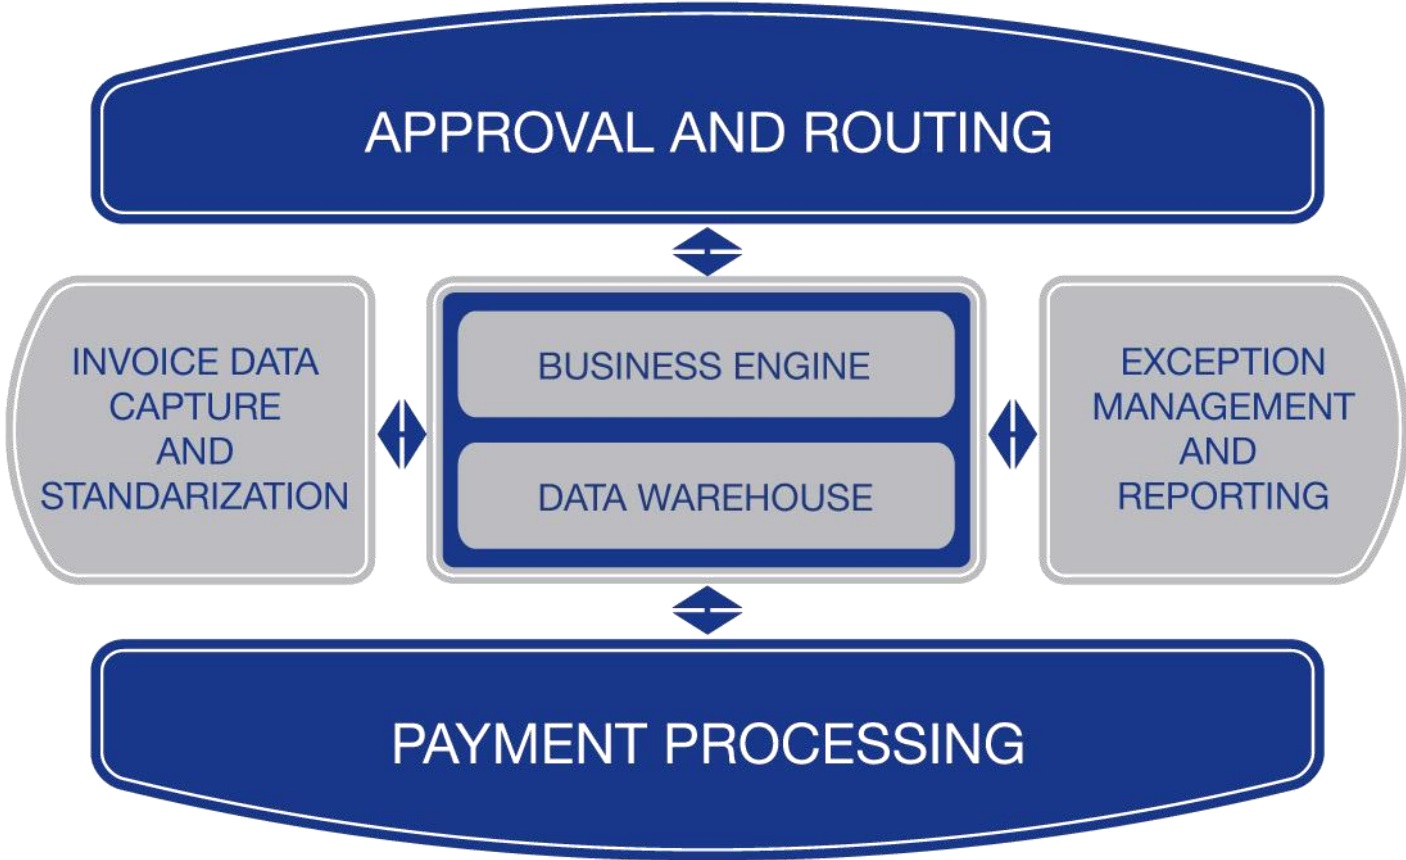 APPROVAL AND ROUTING
INVOICE DATA
CAPTURE
AND
STANDARIZATION
BUSINESS ENGINE
DATA WAREHOUSE
EXCEPTION
MANAGEMENT
AND
REPORTING
PAYMENT PROCESSING